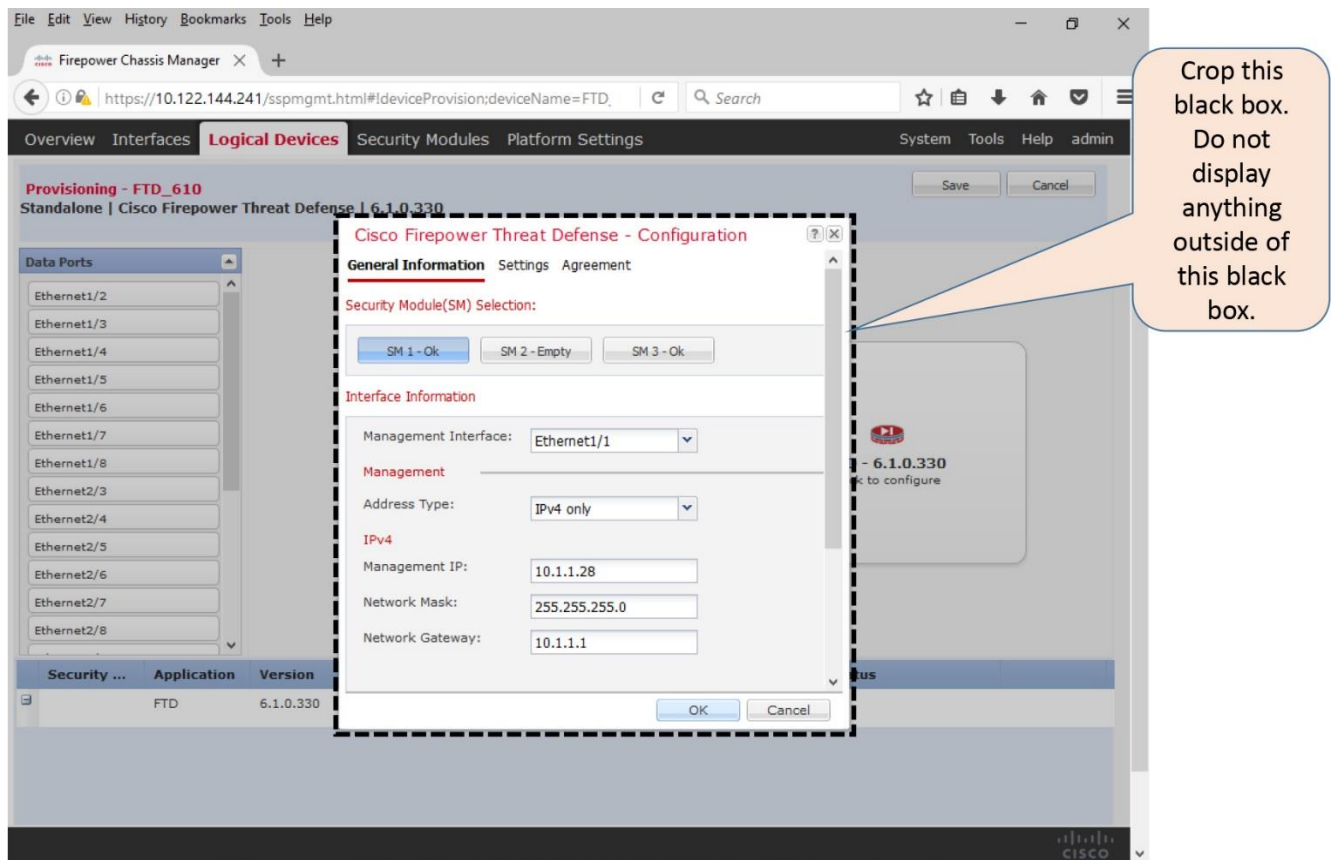 File Edit View History Bookmarks Tools Help
Firepower Chassis Manager
https://10.122.144.241/sspmgmt.html#!deviceProvision;deviceName=FTD_
Search
Overview Interfaces Logical Devices Security Modules Platform Settings
System Tools Help admin
Provisioning - FTD_610
Standalone | Cisco Firepower Threat Defense | 6.1.0.330
Save Cancel
Data Ports
Ethernet1/2
Ethernet1/3
Ethernet1/4
Ethernet1/5
Ethernet1/6
Ethernet1/7
Ethernet1/8
Ethernet2/3
Ethernet2/4
Ethernet2/5
Ethernet2/6
Ethernet2/7
Ethernet2/8
Cisco Firepower Threat Defense - Configuration
General Information Settings Agreement
Security Module(SM) Selection:
SM 1 - Ok SM 2 - Empty SM 3 - Ok
Interface Information
Management Interface: Ethernet1/1
Management
Address Type: IPv4 only
IPv4
Management IP: 10.1.1.28
Network Mask: 255.255.255.0
Network Gateway: 10.1.1.1
OK Cancel
- 6.1.0.330
to configure
Security ... Application Version
FTD 6.1.0.330
CISCO
Crop this
black box.
Do not
display
anything
outside of
this black
box.